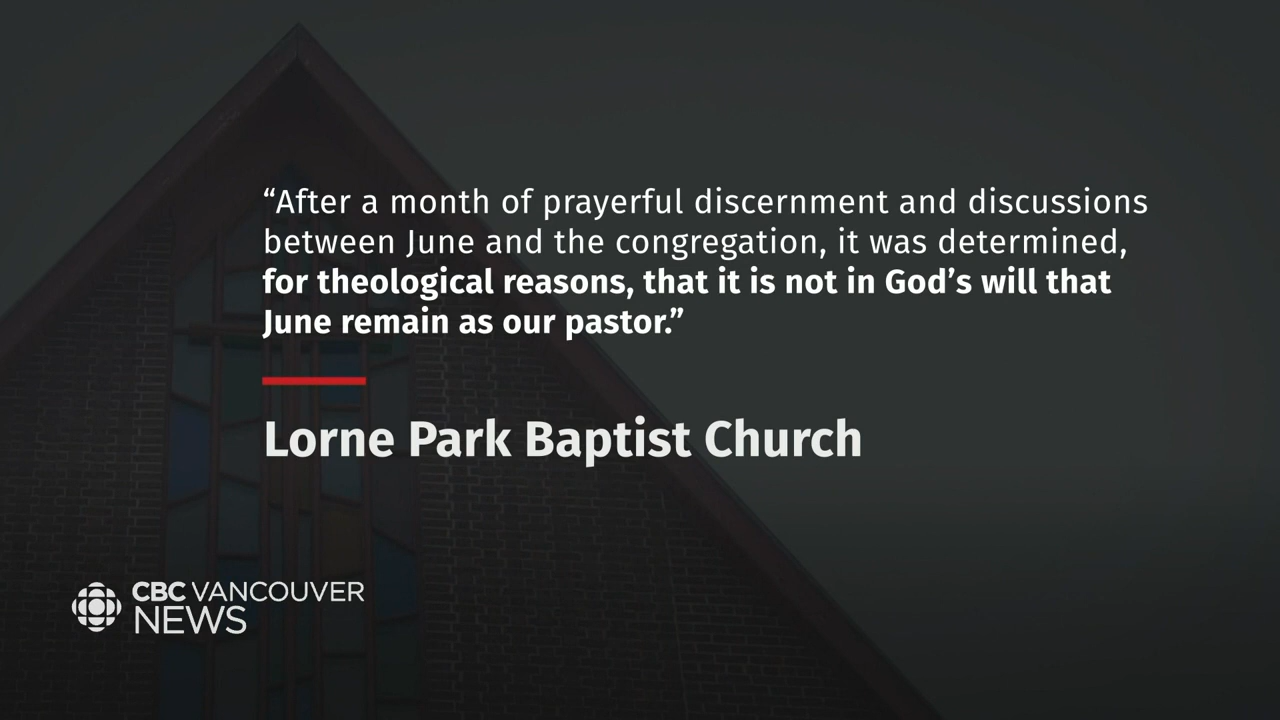 “After a month of prayerful discernment and discussions
between June and the congregation, it was determined,
for theological reasons, that it is not in God’s will that
June remain as our pastor.”
Lorne Park Baptist Church
CBC VANCOUVER
NEWS